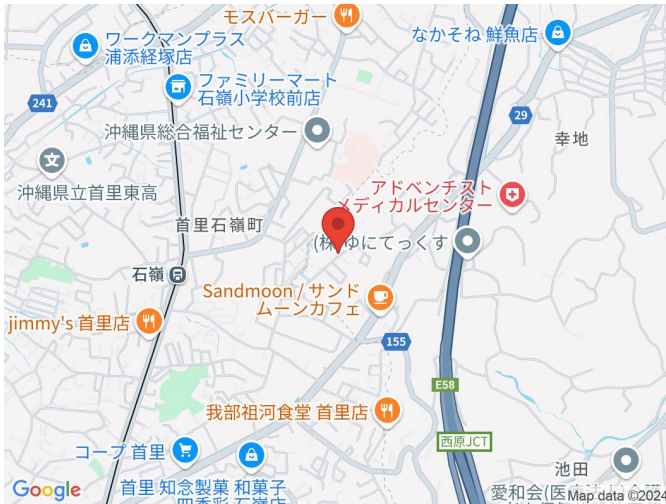 モスバーガー
ワークマンプラス
浦添経塚店
なかそね 鮮魚店
ファミリーマート
石嶺小学校前店
241
29
沖縄県総合福祉センター
幸地
沖縄県立首里東高
アドベンチスト
メディカルセンター
首里石嶺町
(株)ゆにてっくす
石嶺
Sandmoon / サンド
ムーンカフェ
jimmy's 首里店
155
E58
我部祖河食堂 首里店
西原JCT
コープ 首里
池田
首里 知念製菓 和菓子
Google
Map data ©2024